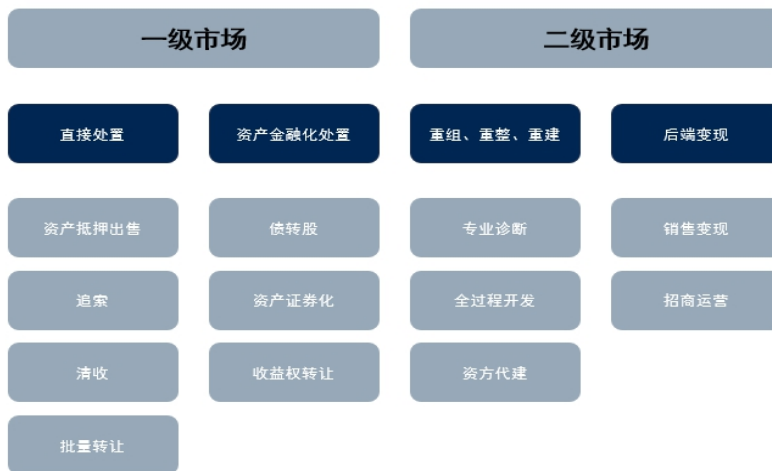 一级市场
二级市场
直接处置
资产金融化处置
重组、重整、重建
后端变现
资产抵押出售
债转股
专业诊断
销售变现
追索
资产证券化
全过程开发
招商运营
清收
收益权转让
资方代建
批量转让